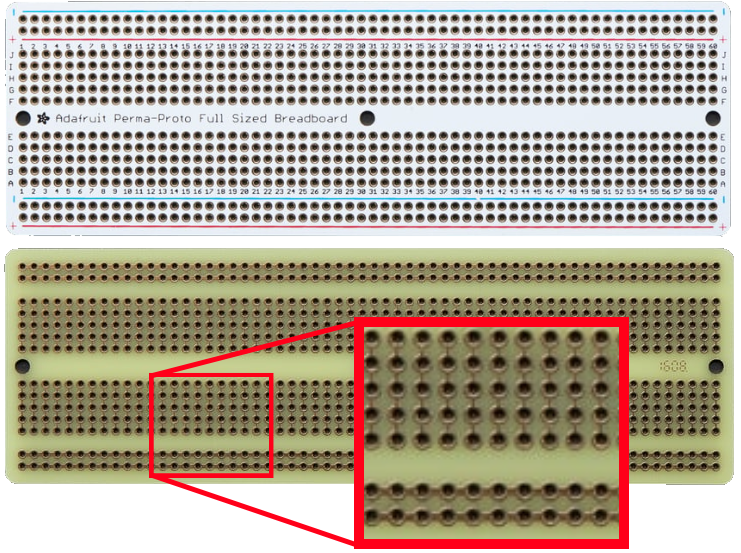 -
+
1 2 3 4 5 6 7 8 9 10 11 12 13 14 15 16 17 18 19 20 21 22 23 24 25 26 27 28 29 30 31 32 33 34 35 36 37 38 39 40 41 42 43 44 45 46 47 48 49 50 51 52 53 54 55 56 57 58 59 60
J J
I I
H H
G G
F F
Adafruit Perma-Proto Full Sized Breadboard
E E
D D
C C
B B
A A
1 2 3 4 5 6 7 8 9 10 11 12 13 14 15 16 17 18 19 20 21 22 23 24 25 26 27 28 29 30 31 32 33 34 35 36 37 38 39 40 41 42 43 44 45 46 47 48 49 50 51 52 53 54 55 56 57 58 59 60
- -
+ +
1608